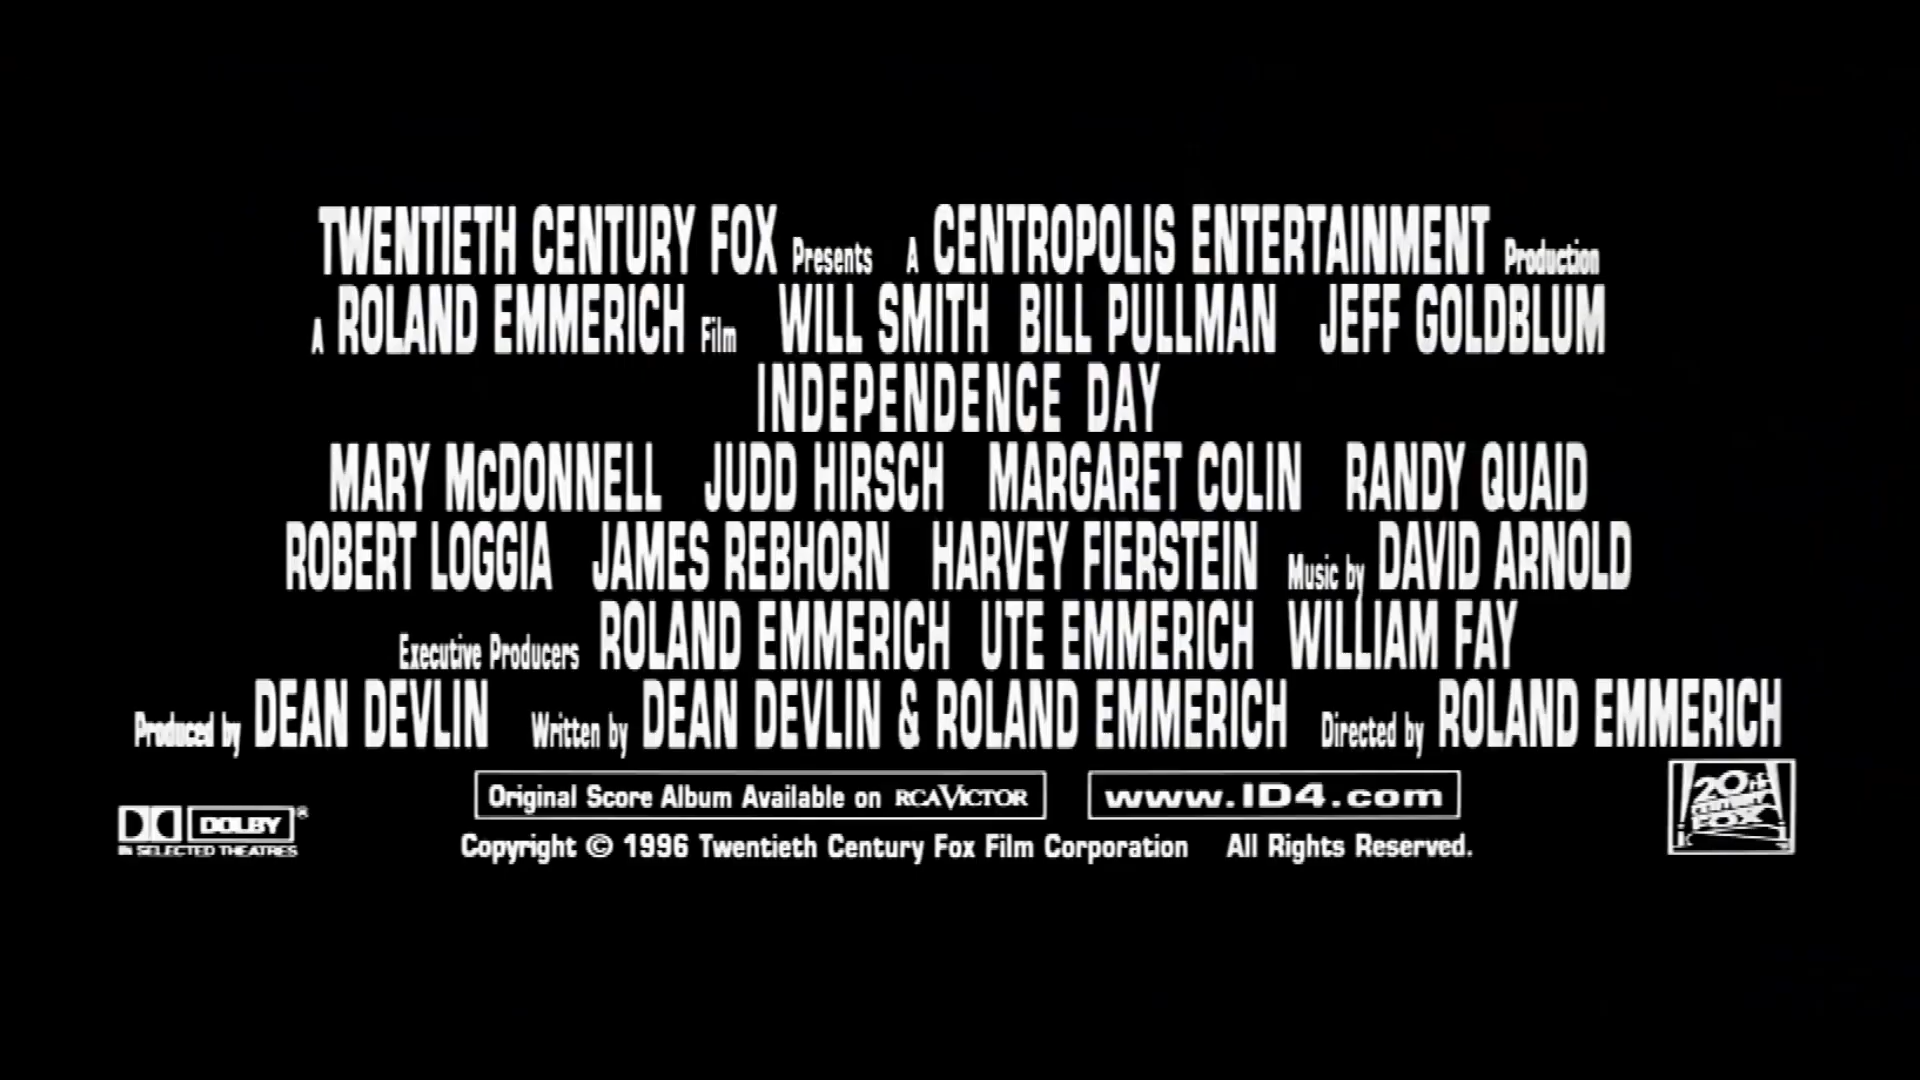 TWENTIETH CENTURY FOX Presents A CENTROPOLIS ENTERTAINMENT Production
A ROLAND EMMERICH Film WILL SMITH BILL PULLMAN JEFF GOLDBLUM
INDEPENDENCE DAY
MARY McDONNELL JUDD HIRSCH MARGARET COLIN RANDY QUAID
ROBERT LOGGIA JAMES REBHORN HARVEY FIERSTEIN Music by DAVID ARNOLD
Executive Producers ROLAND EMMERICH UTE EMMERICH WILLIAM FAY
Produced by DEAN DEVLIN Written by DEAN DEVLIN & ROLAND EMMERICH Directed by ROLAND EMMERICH
Original Score Album Available on RCA VICTOR www.ID4.com
DOLBY®
IN SELECTED THEATRES
Copyright © 1996 Twentieth Century Fox Film Corporation All Rights Reserved.
20th
CENTURY
FOX